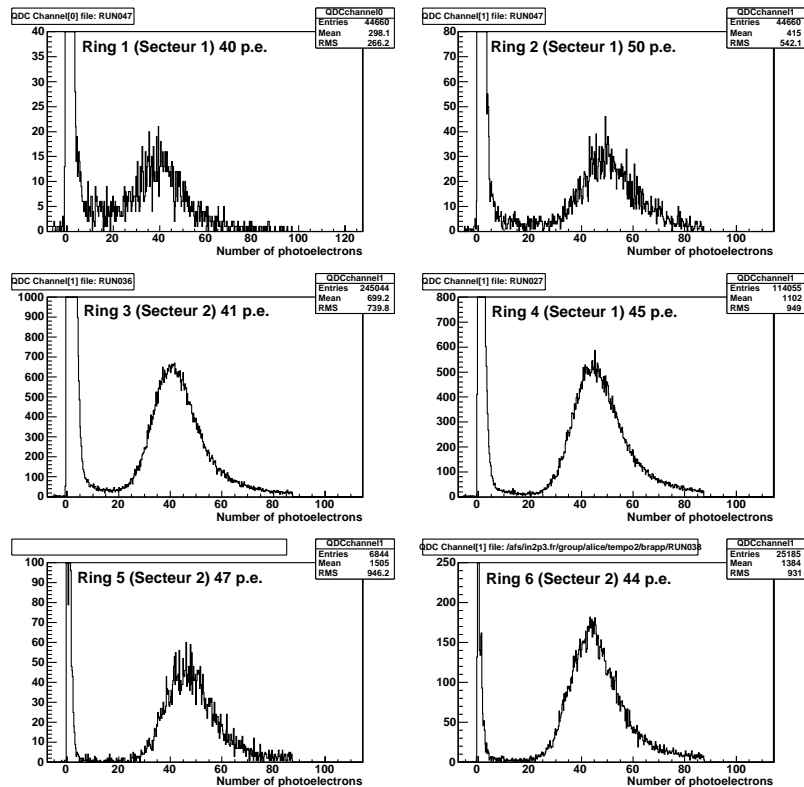 QDC Channel[0] file: RUN047
QDCchannel0
Entries 44660
Mean 298.1
RMS 266.2
Ring 1 (Secteur 1) 40 p.e.
40
35
30
25
20
15
10
5
0
0 20 40 60 80 100 120
Number of photoelectrons
QDC Channel[1] file: RUN047
QDCchannel1
Entries 44660
Mean 415
RMS 542.1
Ring 2 (Secteur 1) 50 p.e.
80
70
60
50
40
30
20
10
0
0 20 40 60 80 100
Number of photoelectrons
QDC Channel[1] file: RUN036
QDCchannel1
Entries 245044
Mean 699.2
RMS 739.8
Ring 3 (Secteur 2) 41 p.e.
1000
900
800
700
600
500
400
300
200
100
0
0 20 40 60 80 100
Number of photoelectrons
QDC Channel[1] file: RUN027
QDCchannel1
Entries 114055
Mean 1102
RMS 949
Ring 4 (Secteur 1) 45 p.e.
800
700
600
500
400
300
200
100
0
0 20 40 60 80 100
Number of photoelectrons
QDCchannel1
Entries 6844
Mean 1505
RMS 946.2
Ring 5 (Secteur 2) 47 p.e.
100
90
80
70
60
50
40
30
20
10
0
0 20 40 60 80 100
Number of photoelectrons
QDC Channel[1] file: /afs/in2p3.fr/group/alice/tempo2/brapp/RUN038
QDCchannel1
Entries 25185
Mean 1384
RMS 931
Ring 6 (Secteur 2) 44 p.e.
250
200
150
100
50
0
0 20 40 60 80 100
Number of photoelectrons